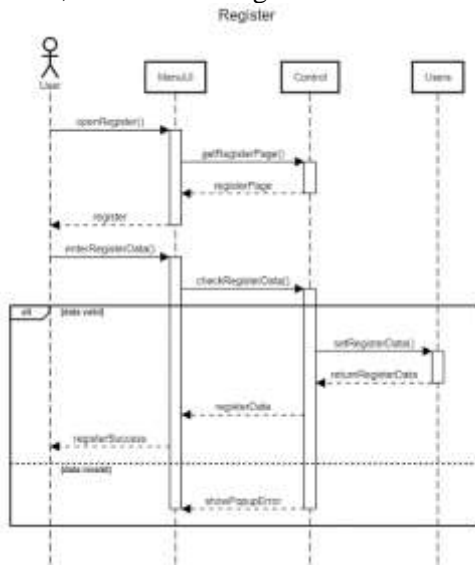 Register
User
MenuUI
Control
Users
openRegister()
getRegisterPage()
registerPage
register
enterRegisterData()
checkRegisterData()
alt
[data valid]
setRegisterData()
returnRegisterData
registerData
registerSuccess
[data invalid]
showPopupError